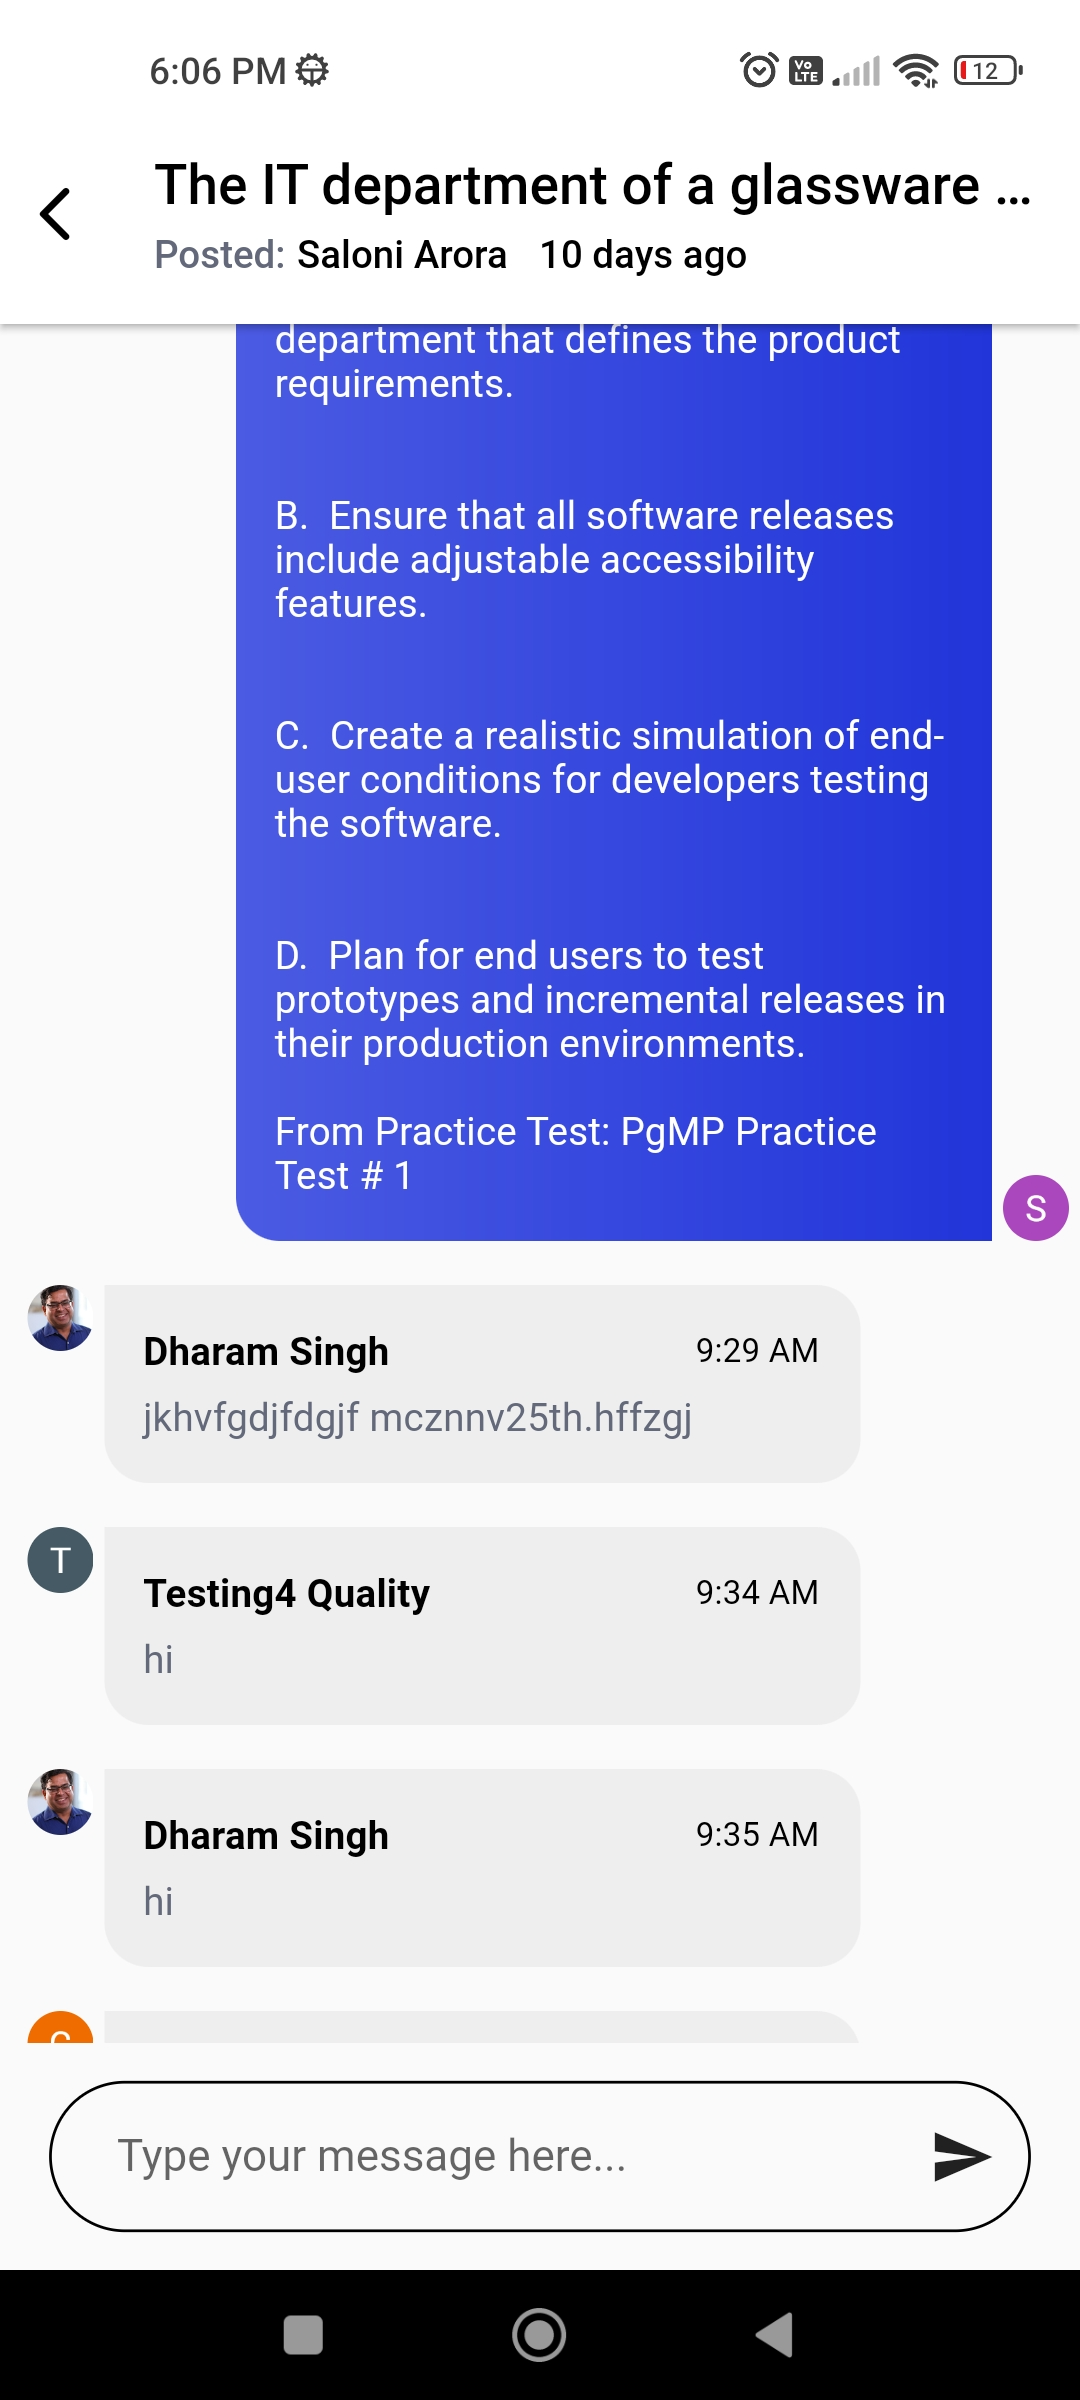 6:06 PM
Vo
LTE
12
The IT department of a glassware ...
Posted: Saloni Arora 10 days ago
department that defines the product
requirements.
B. Ensure that all software releases
include adjustable accessibility
features.
C. Create a realistic simulation of end-
user conditions for developers testing
the software.
D. Plan for end users to test
prototypes and incremental releases in
their production environments.
From Practice Test: PgMP Practice
Test # 1
S
Dharam Singh 9:29 AM
jkhvfgdjfdgjf mcznnv25th.hffzgj
T
Testing4 Quality 9:34 AM
hi
Dharam Singh 9:35 AM
hi
Type your message here...